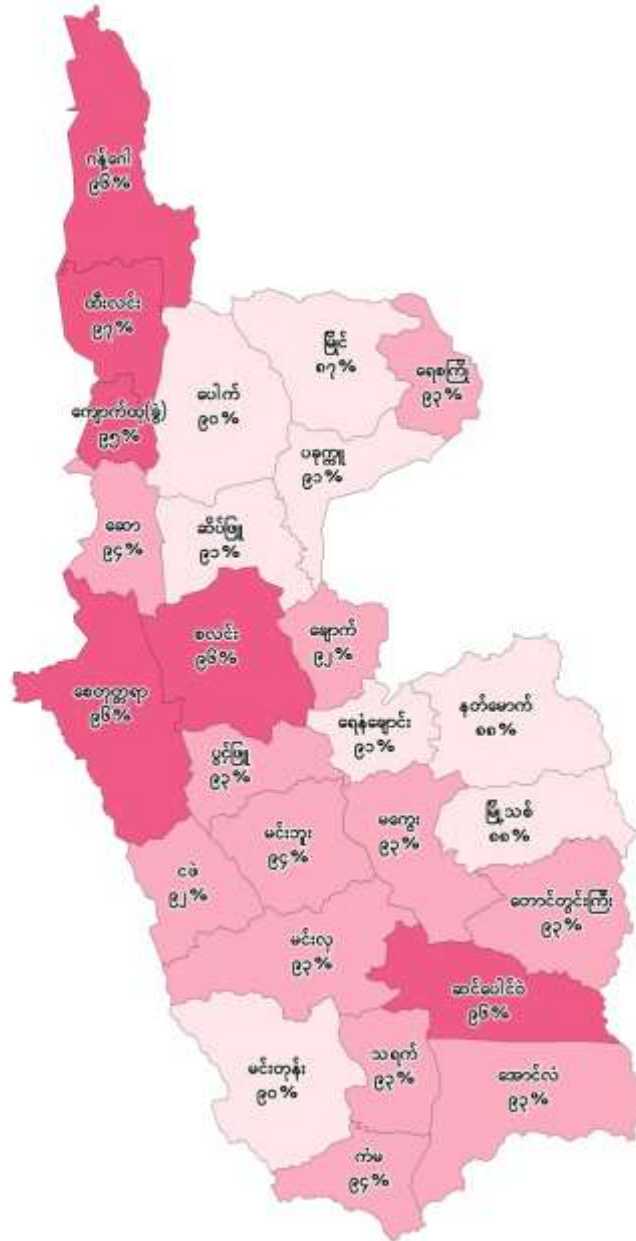 ဂန့်ဂေါ
၉၆%
ထီးလင်း
၉၇%
မြိုင်
၈၇%
ရေစကြို
၉၃%
ပေါက်
၉၀%
ကျောက်ထု(ခွဲ)
၉၅%
ပခုက္ကူ
၉၁%
ဆော
၉၄%
ဆိပ်ဖြူ
၉၁%
စလင်း
၉၆%
ချောက်
၉၂%
စေတုတ္တရာ
၉၆%
ရေနံချောင်း
၉၁%
နတ်မောက်
၈၈%
ပွင့်ဖြူ
၉၃%
မင်းဘူး
၉၄%
မကွေး
၉၃%
မြို့သစ်
၈၈%
ငဖဲ
၉၂%
တောင်တွင်းကြီး
၉၃%
မင်းလှ
၉၃%
ဆင်ပေါင်ဝဲ
၉၆%
မင်းတုန်း
၉၀%
သရက်
၉၃%
အောင်လံ
၉၃%
ကံမ
၉၄%